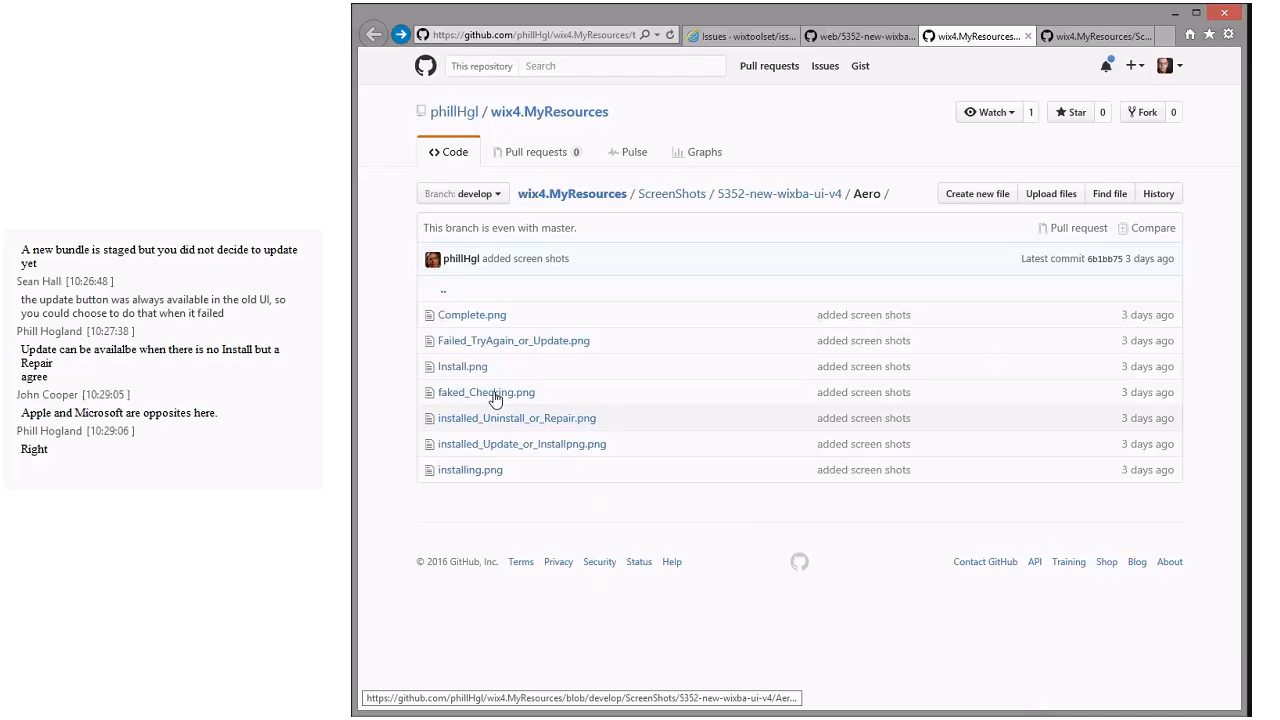 A new bundle is staged but you did not decide to update
yet
Sean Hall [10:26:48 ]
the update button was always available in the old UI, so
you could choose to do that when it failed
Phill Hogland [10:27:38 ]
Update can be availalbe when there is no Install but a
Repair
agree
John Cooper [10:29:05 ]
Apple and Microsoft are opposites here.
Phill Hogland [10:29:06 ]
Right
https://github.com/phillHgl/wix4.MyResources/t
Issues · wixtoolset/iss...
web/5352-new-wixba...
wix4.MyResources...
wix4.MyResources/Sc...
This repository Search Pull requests Issues Gist
phillHgl / wix4.MyResources
Watch 1 Star 0 Fork 0
Code Pull requests 0 Pulse Graphs
Branch: develop wix4.MyResources / ScreenShots / 5352-new-wixba-ui-v4 / Aero /
Create new file Upload files Find file History
This branch is even with master. Pull request Compare
phillHgl added screen shots Latest commit 6b1bb75 3 days ago
..
Complete.png added screen shots 3 days ago
Failed_TryAgain_or_Update.png added screen shots 3 days ago
Install.png added screen shots 3 days ago
faked_Checking.png added screen shots 3 days ago
installed_Uninstall_or_Repair.png added screen shots 3 days ago
installed_Update_or_Installpng.png added screen shots 3 days ago
installing.png added screen shots 3 days ago
© 2016 GitHub, Inc. Terms Privacy Security Status Help
Contact GitHub API Training Shop Blog About
https://github.com/phillHgl/wix4.MyResources/blob/develop/ScreenShots/5352-new-wixba-ui-v4/Aer...